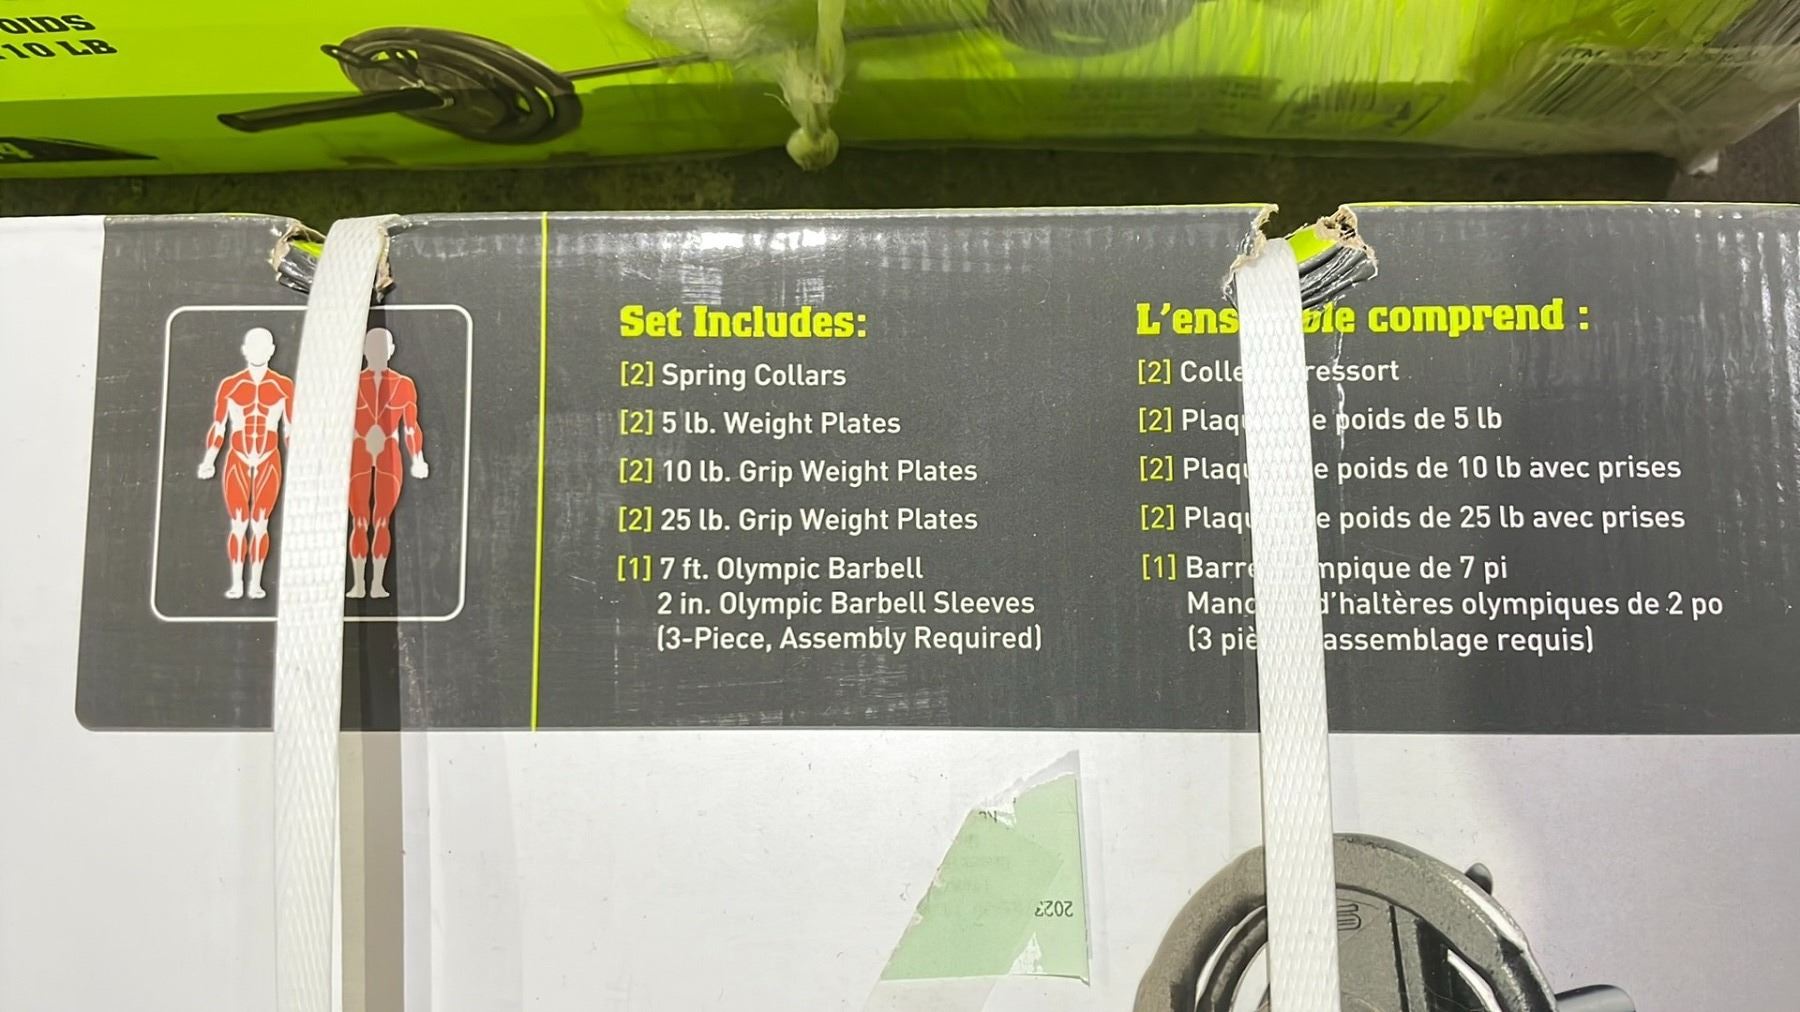 OIDS
110 LB
Set Includes:
[2] Spring Collars
[2] 5 lb. Weight Plates
[2] 10 lb. Grip Weight Plates
[2] 25 lb. Grip Weight Plates
[1] 7 ft. Olympic Barbell
2 in. Olympic Barbell Sleeves
(3-Piece, Assembly Required)
L'ens ble comprend :
[2] Colle ressort
[2] Plaq e poids de 5 lb
[2] Plaq e poids de 10 lb avec prises
[2] Plaq e poids de 25 lb avec prises
[1] Barre mpique de 7 pi
Manc d'haltères olympiques de 2 po
(3 piè assemblage requis)
2023